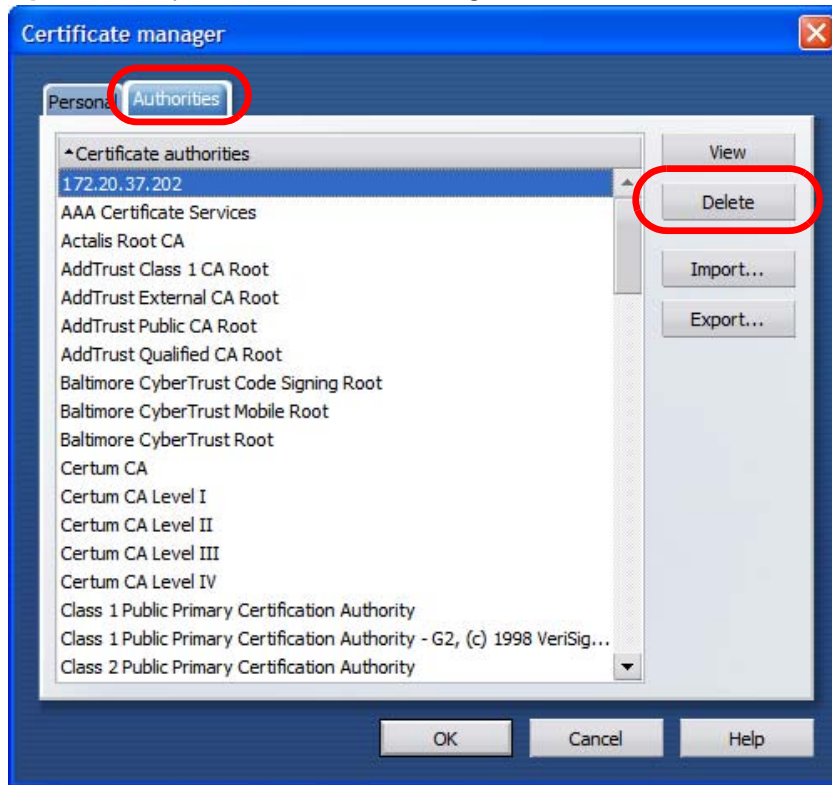 Certificate manager
Personal Authorities
Certificate authorities
View
172.20.37.202
Delete
AAA Certificate Services
Actalis Root CA
AddTrust Class 1 CA Root
Import...
AddTrust External CA Root
AddTrust Public CA Root
Export...
AddTrust Qualified CA Root
Baltimore CyberTrust Code Signing Root
Baltimore CyberTrust Mobile Root
Baltimore CyberTrust Root
Certum CA
Certum CA Level I
Certum CA Level II
Certum CA Level III
Certum CA Level IV
Class 1 Public Primary Certification Authority
Class 1 Public Primary Certification Authority - G2, (c) 1998 VeriSig...
Class 2 Public Primary Certification Authority
OK Cancel Help